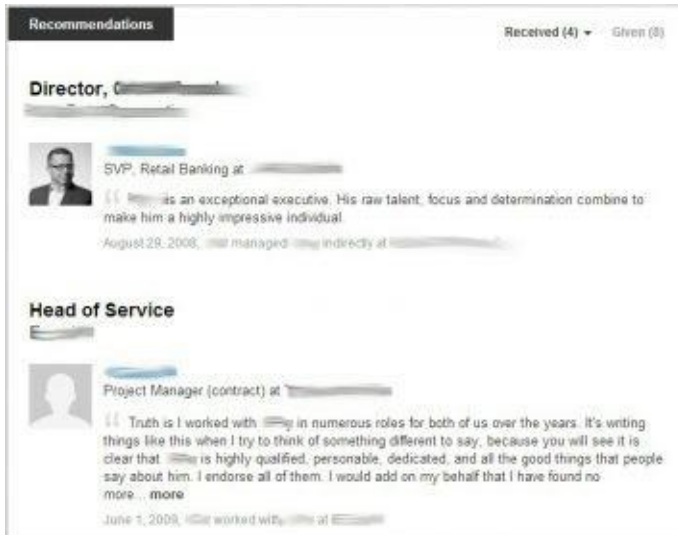 Recommendations
Received (4) Given (8)
Director,
SVP, Retail Banking at
is an exceptional executive. His raw talent, focus and determination combine to
make him a highly impressive individual.
August 29, 2008, managed indirectly at
Head of Service
Project Manager (contract) at
Truth is I worked with in numerous roles for both of us over the years. It's writing
things like this when I try to think of something different to say, because you will see it is
clear that is highly qualified, personable, dedicated, and all the good things that people
say about him. I endorse all of them. I would add on my behalf that I have found no
more... more
June 1, 2009, worked with at